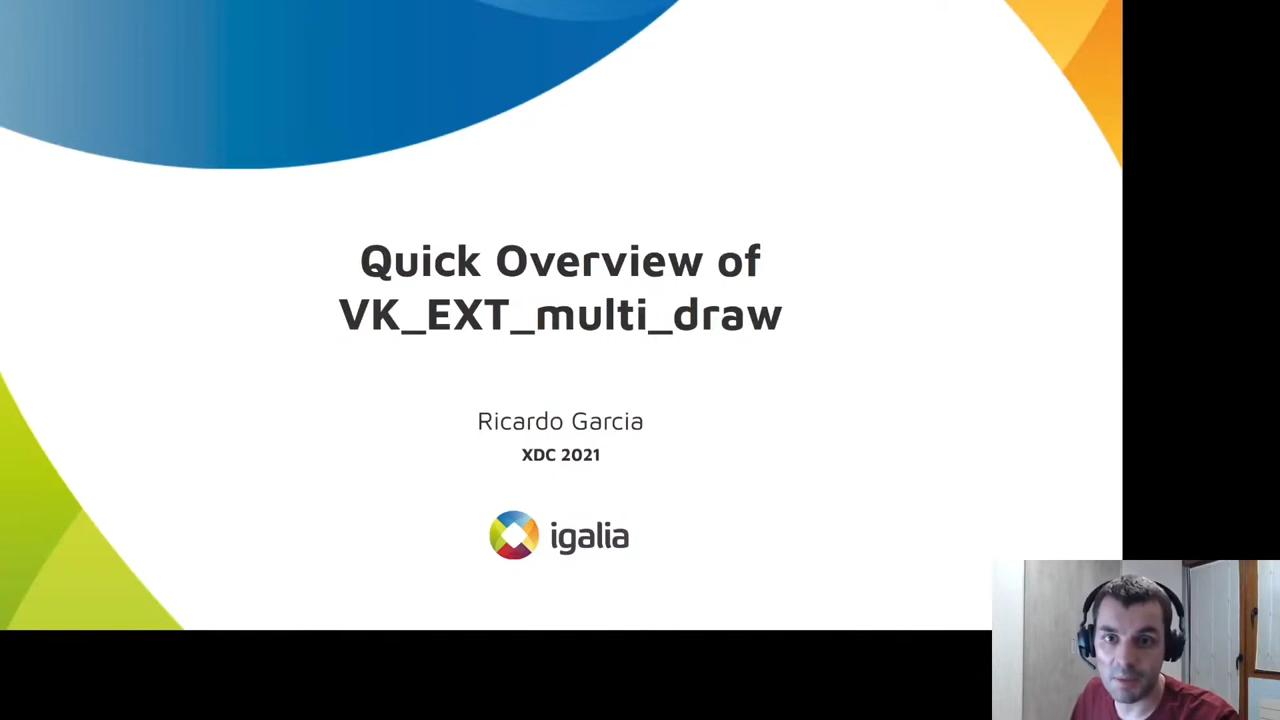 Quick Overview of
VK_EXT_multi_draw
Ricardo Garcia
XDC 2021
igalia